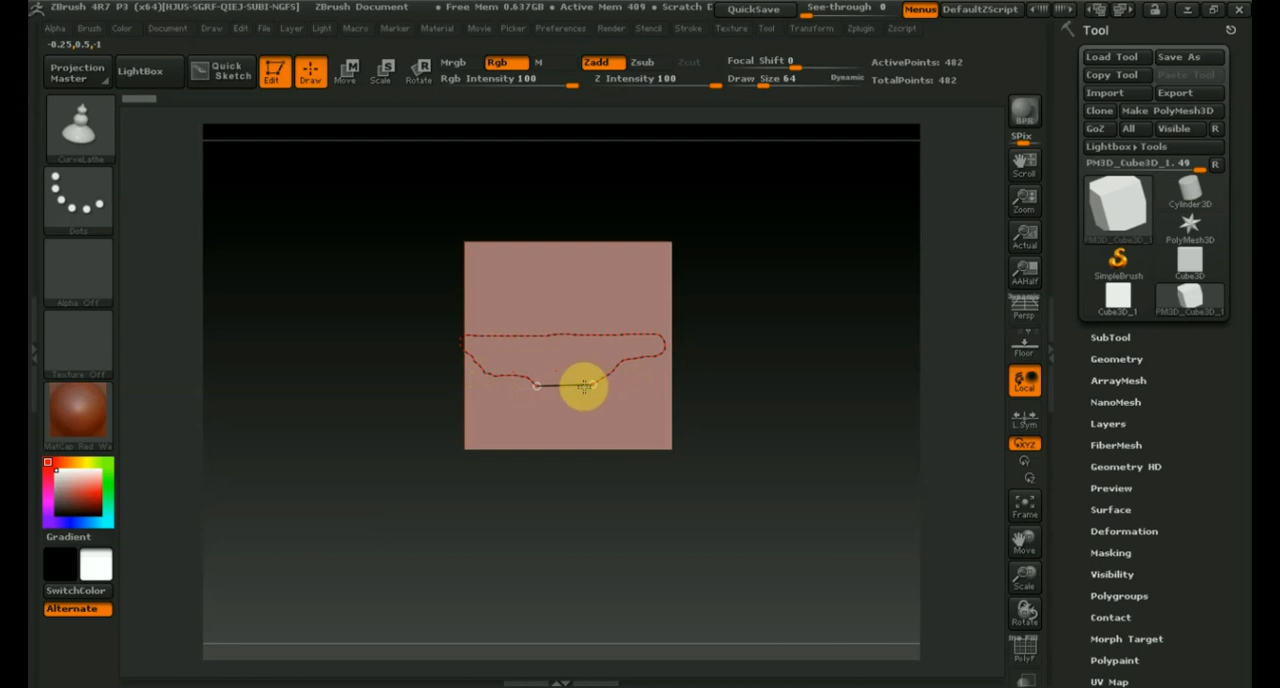 ZBrush 4R7 P3 (x64)[HJUS-SGRF-QIEJ-SUBI-NGFS] ZBrush Document • Free Mem 0.637GB • Active Mem 409 • Scratch D QuickSave See-through 0 Menus DefaultZScript
Alpha Brush Color Document Draw Edit File Layer Light Macro Marker Material Movie Picker Preferences Render Stencil Stroke Texture Tool Transform Zplugin Zscript
-0.25,0.5,-1
Projection Master
LightBox
Quick Sketch
Edit
Draw
Move
Scale
Rotate
Mrgb Rgb M
Rgb Intensity 100
Zadd Zsub Zcut
Z Intensity 100
Focal Shift 0
Draw Size 64 Dynamic
ActivePoints: 482
TotalPoints: 482
CurveLathe
Dots
Alpha Off
Texture Off
MatCap Red Wa
Gradient
SwitchColor
Alternate
BPR
SPix
Scroll
Zoom
Actual
AAHalf
Dynamic
Persp
Floor
Local
L.Sym
XYZ
Frame
Move
Scale
Rotate
PolyF
Tool
Load Tool Save As
Copy Tool Paste Tool
Import Export
Clone Make PolyMesh3D
GoZ All Visible R
Lightbox▸Tools
PM3D_Cube3D_1. 49 R
PM3D_Cube3D_1
Cylinder3D
PolyMesh3D
SimpleBrush
Cube3D
Cube3D_1
PM3D_Cube3D_1
SubTool
Geometry
ArrayMesh
NanoMesh
Layers
FiberMesh
Geometry HD
Preview
Surface
Deformation
Masking
Visibility
Polygroups
Contact
Morph Target
Polypaint
UV Map